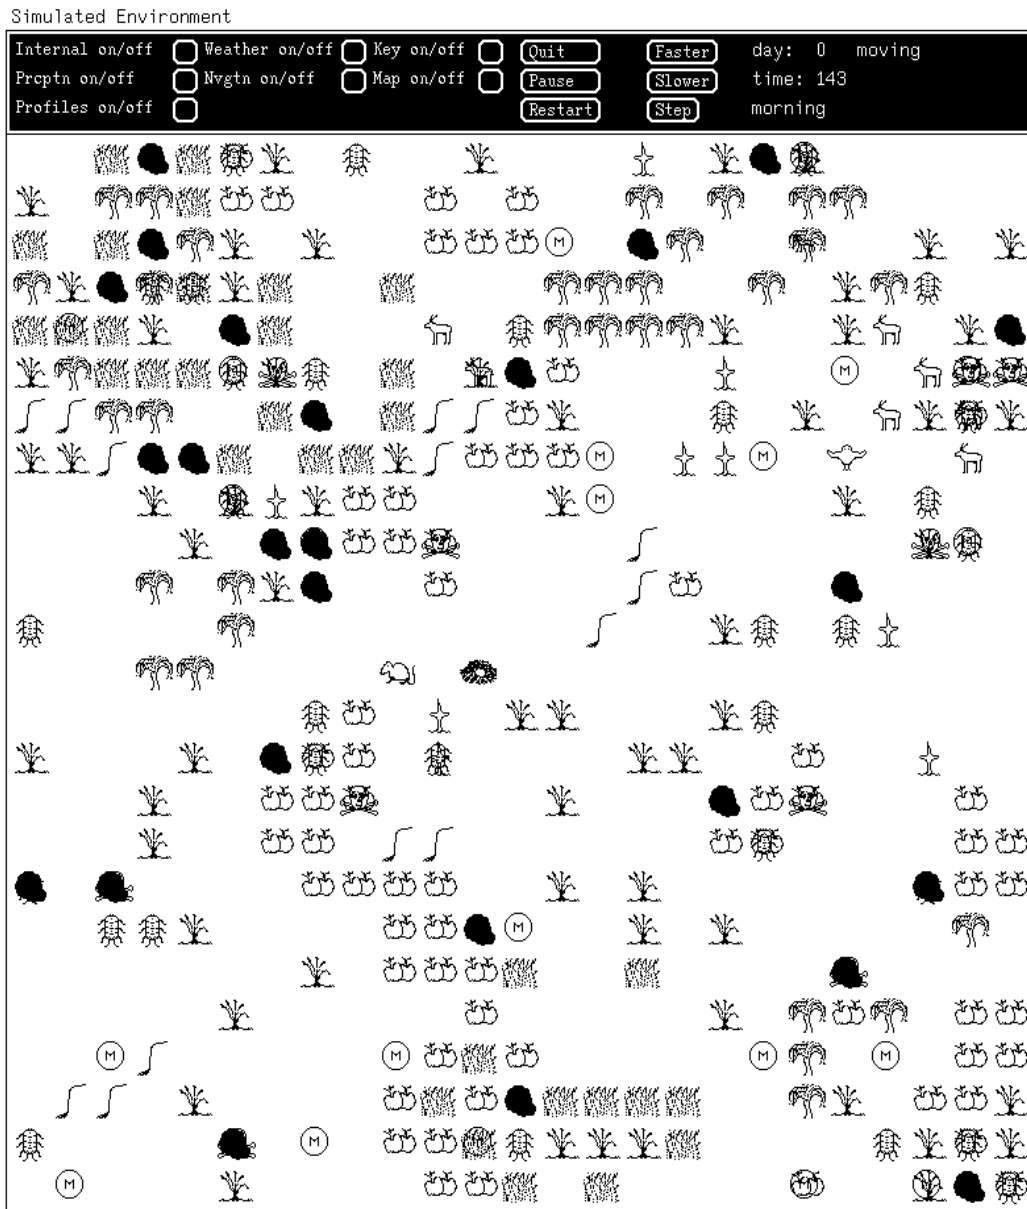 Simulated Environment
Internal on/off Weather on/off Key on/off Quit Faster day: 0 moving
Prcptn on/off Nvgtn on/off Map on/off Pause Slower time: 143
Profiles on/off Restart Step morning
M
M
M M
M
M
M
M M M M
M
M